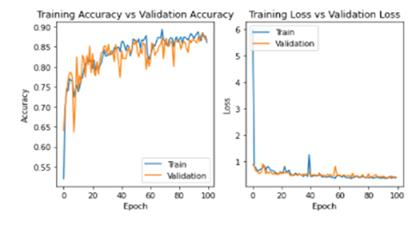 Training Accuracy vs Validation Accuracy
0.90
0.85
0.80
0.75
0.70
0.65
0.60
0.55
Accuracy
Train
Validation
0 20 40 60 80 100
Epoch
Training Loss vs Validation Loss
6
5
4
3
2
1
Loss
Train
Validation
0 20 40 60 80 100
Epoch